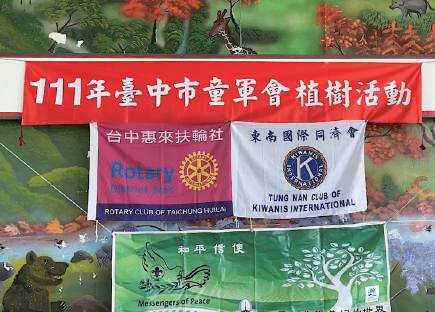 111年臺中市童軍會 植樹活動
台中惠來扶輪社
Rotary
ROTARY CLUB OF TAICHUNG HUILAI
東南國際同濟會
K
TUNG NAN CLUB OF
KIWANIS INTERNATIONAL
和平信使
Messengers of Peace